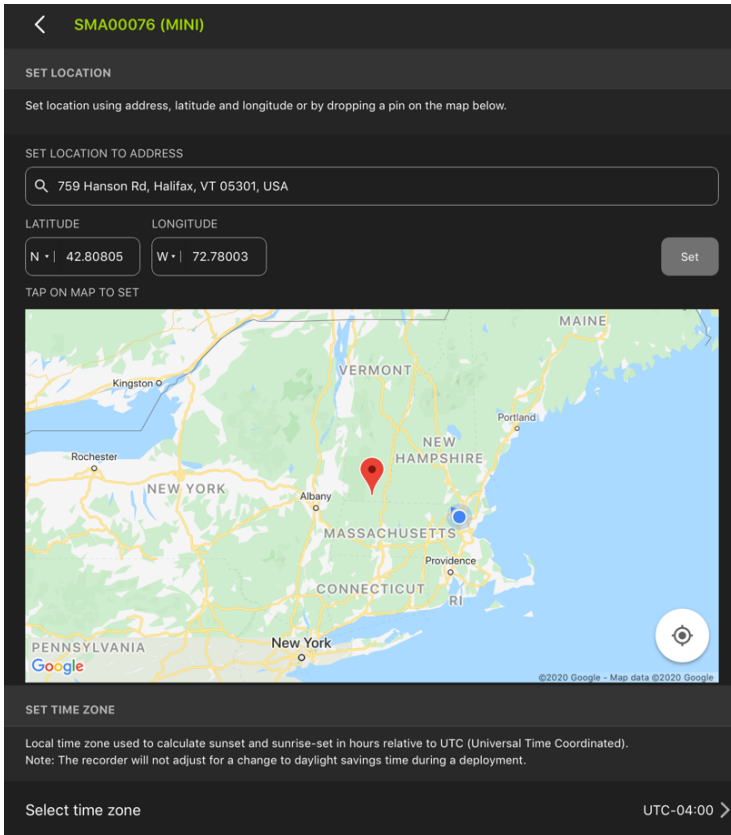 SMA00076 (MINI)
SET LOCATION
Set location using address, latitude and longitude or by dropping a pin on the map below.
SET LOCATION TO ADDRESS
759 Hanson Rd, Halifax, VT 05301, USA
LATITUDE LONGITUDE
N 42.80805 W 72.78003 Set
TAP ON MAP TO SET
MAINE
VERMONT
Kingston
Portland
NEW
HAMPSHIRE
Rochester
NEW YORK
Albany
MASSACHUSETTS
Providence
CONNECTICUT
RI
PENNSYLVANIA
New York
Google
©2020 Google - Map data ©2020 Google
SET TIME ZONE
Local time zone used to calculate sunset and sunrise-set in hours relative to UTC (Universal Time Coordinated).
Note: The recorder will not adjust for a change to daylight savings time during a deployment.
Select time zone UTC-04:00